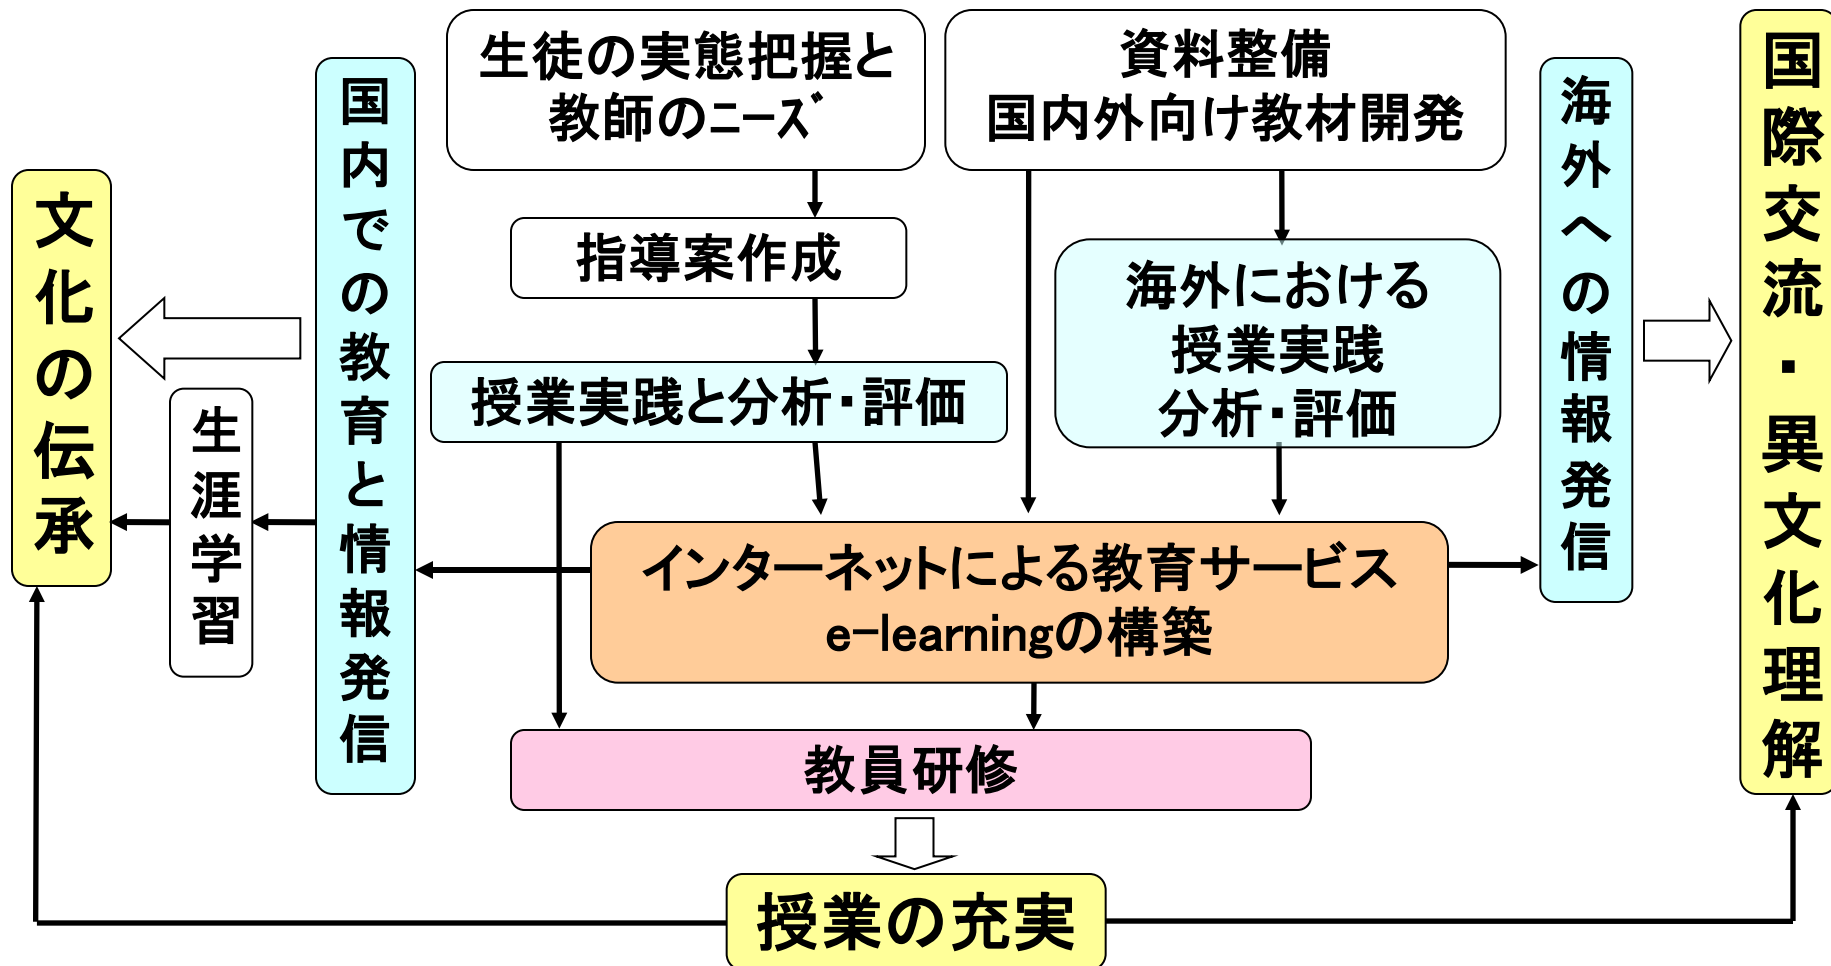 生徒の実態把握と
教師のﾆｰｽﾞ
資料整備
国内外向け教材開発
国際交流・異文化理解
海外への情報発信
国内での教育と情報発信
文化の伝承
指導案作成
海外における
授業実践
分析・評価
授業実践と分析・評価
生涯学習
インターネットによる教育サービス
e-learningの構築
教員研修
授業の充実